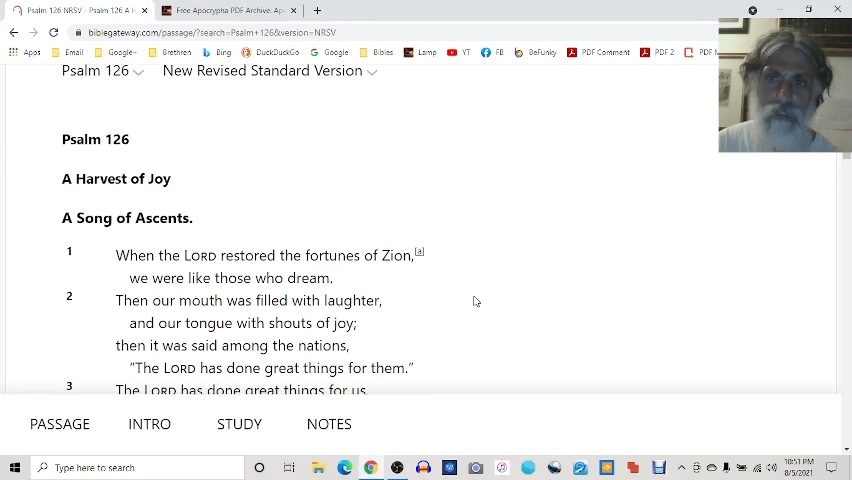 Psalm 126 NRSV - Psalm 126 A H
Free Apocrypha PDF Archive: Ap
biblegateway.com/passage/?search=Psalm+126&version=NRSV
Apps Email Google+ Brethren Bing DuckDuckGo Google Bibles Lamp YT FB BeFunky PDF Comment PDF 2 PDF
Psalm 126 New Revised Standard Version
Psalm 126
A Harvest of Joy
A Song of Ascents.
1 When the LORD restored the fortunes of Zion,[a]
we were like those who dream.
2 Then our mouth was filled with laughter,
and our tongue with shouts of joy;
then it was said among the nations,
“The LORD has done great things for them.”
3 The LORD has done great things for us,
PASSAGE INTRO STUDY NOTES
Type here to search
10:51 PM
8/5/2021